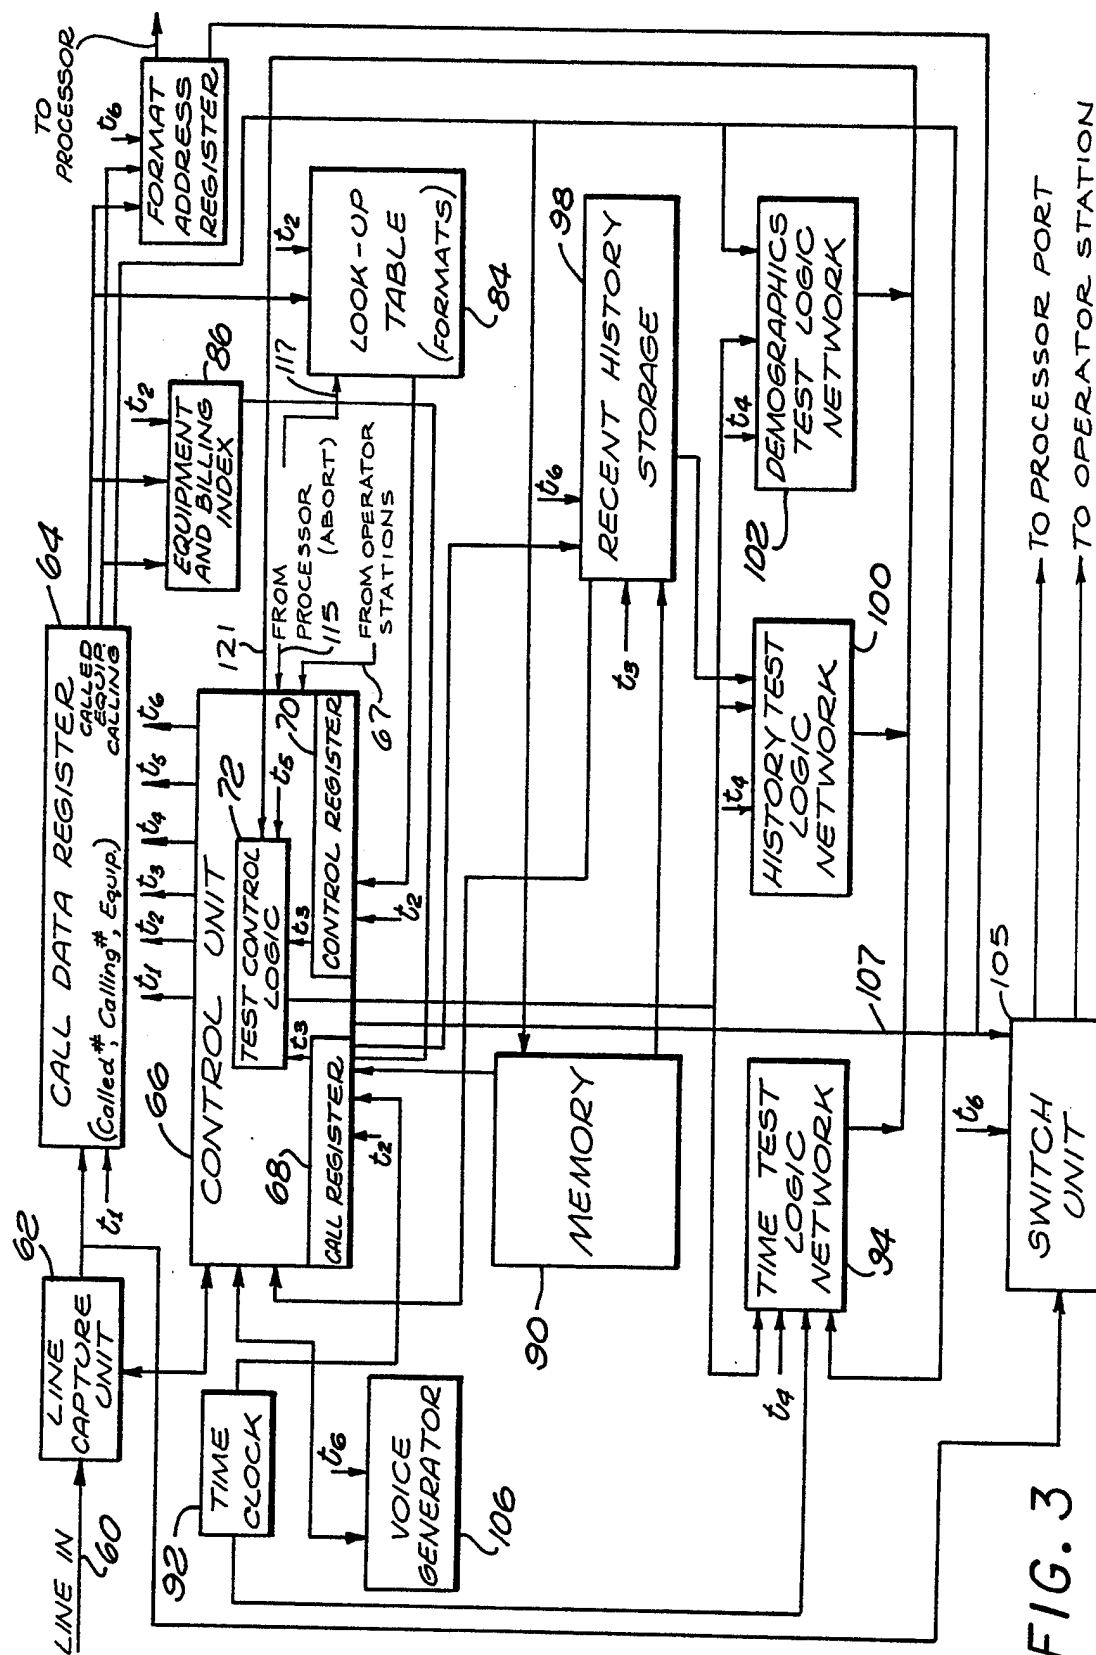 LINE IN
60
LINE
CAPTURE
UNIT
62
t1
CALL DATA REGISTER
(Called#, Calling#, Equip.)
CALLED
EQUIP.
CALLING
64
TO
PROCESSOR
t6
FORMAT
ADDRESS
REGISTER
t2
86
EQUIPMENT
AND BILLING
INDEX
t1
t2
t3
t4
t5
t6
66
CONTROL UNIT
72
TEST CONTROL
LOGIC
t5
t3
t3
68
CALL REGISTER
70
CONTROL REGISTER
t2
t2
121
FROM
PROCESSOR
115 (ABORT)
117
FROM OPERATOR
STATIONS
67
t2
LOOK-UP
TABLE
(FORMATS)
84
92
TIME
CLOCK
t6
VOICE
GENERATOR
106
90
MEMORY
t6
98
RECENT HISTORY
STORAGE
t3
t4
TIME TEST
LOGIC
NETWORK
94
t4
HISTORY TEST
LOGIC
NETWORK
100
t4
DEMOGRAPHICS
TEST LOGIC
NETWORK
102
107
t6
105
SWITCH
UNIT
TO PROCESSOR PORT
TO OPERATOR STATION
FIG. 3